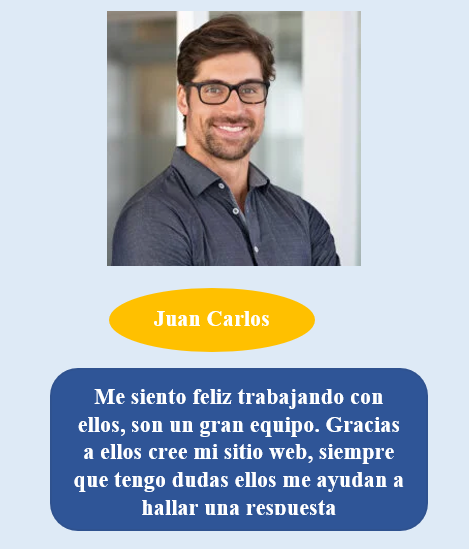 Juan Carlos
Me siento feliz trabajando con
ellos, son un gran equipo. Gracias
a ellos cree mi sitio web, siempre
que tengo dudas ellos me ayudan a
hallar una respuesta